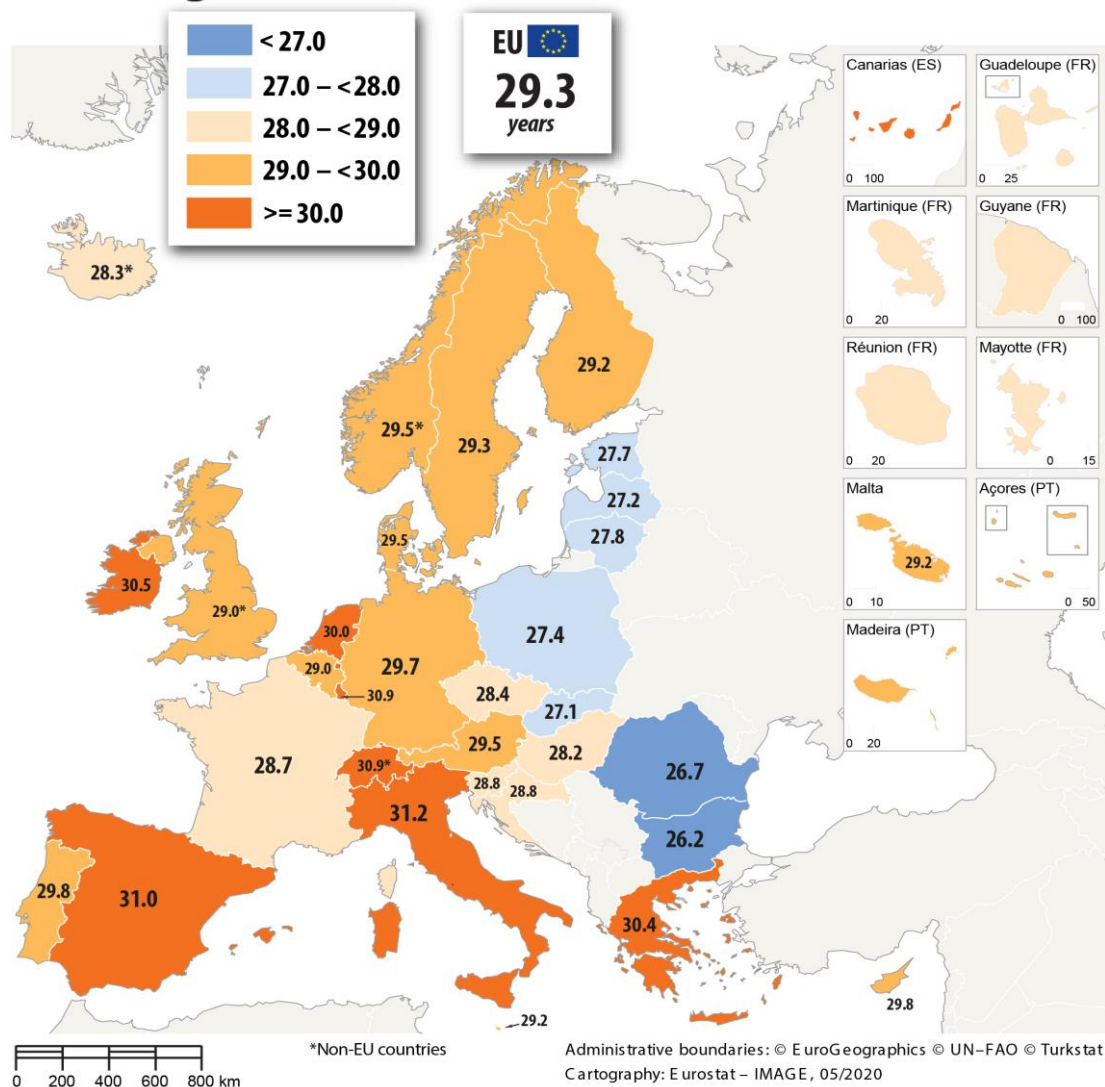 < 27.0
27.0 – <28.0
28.0 – <29.0
29.0 – <30.0
>= 30.0
EU
29.3
years
Canarias (ES)
0 100
Guadeloupe (FR)
0 25
Martinique (FR)
0 20
Guyane (FR)
0 100
Réunion (FR)
0 20
Mayotte (FR)
0 15
Malta
29.2
0 10
Açores (PT)
0 50
Madeira (PT)
0 20
28.3*
29.2
29.5*
29.3
27.7
27.2
27.8
29.5
30.5
29.0*
30.0
27.4
29.0
29.7
30.9
28.4
27.1
29.5
28.2
28.7
30.9*
28.8
28.8
26.7
31.2
26.2
29.8
31.0
30.4
29.8
29.2
*Non-EU countries
0 200 400 600 800 km
Administrative boundaries: © EuroGeographics © UN–FAO © Turkstat
Cartography: Eurostat – IMAGE, 05/2020